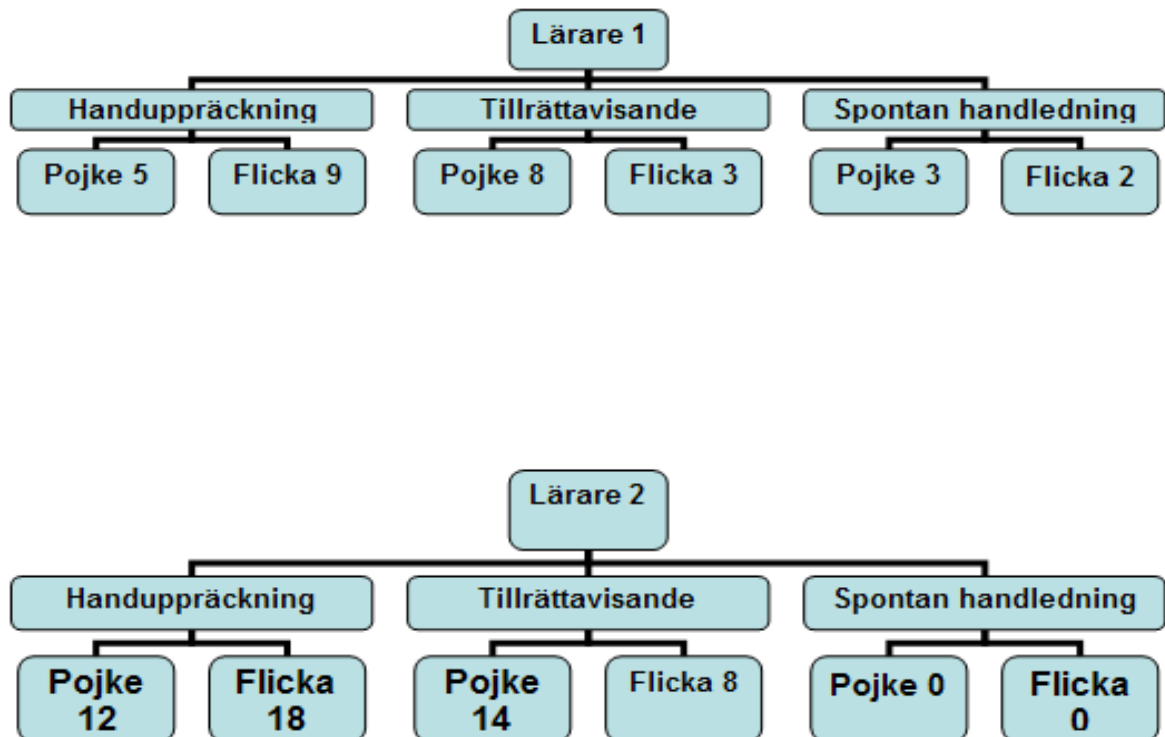 Lärare 1
Handuppräckning
Tillrättavisande
Spontan handledning
Pojke 5
Flicka 9
Pojke 8
Flicka 3
Pojke 3
Flicka 2
Lärare 2
Handuppräckning
Tillrättavisande
Spontan handledning
Pojke
12
Flicka
18
Pojke
14
Flicka 8
Pojke 0
Flicka
0